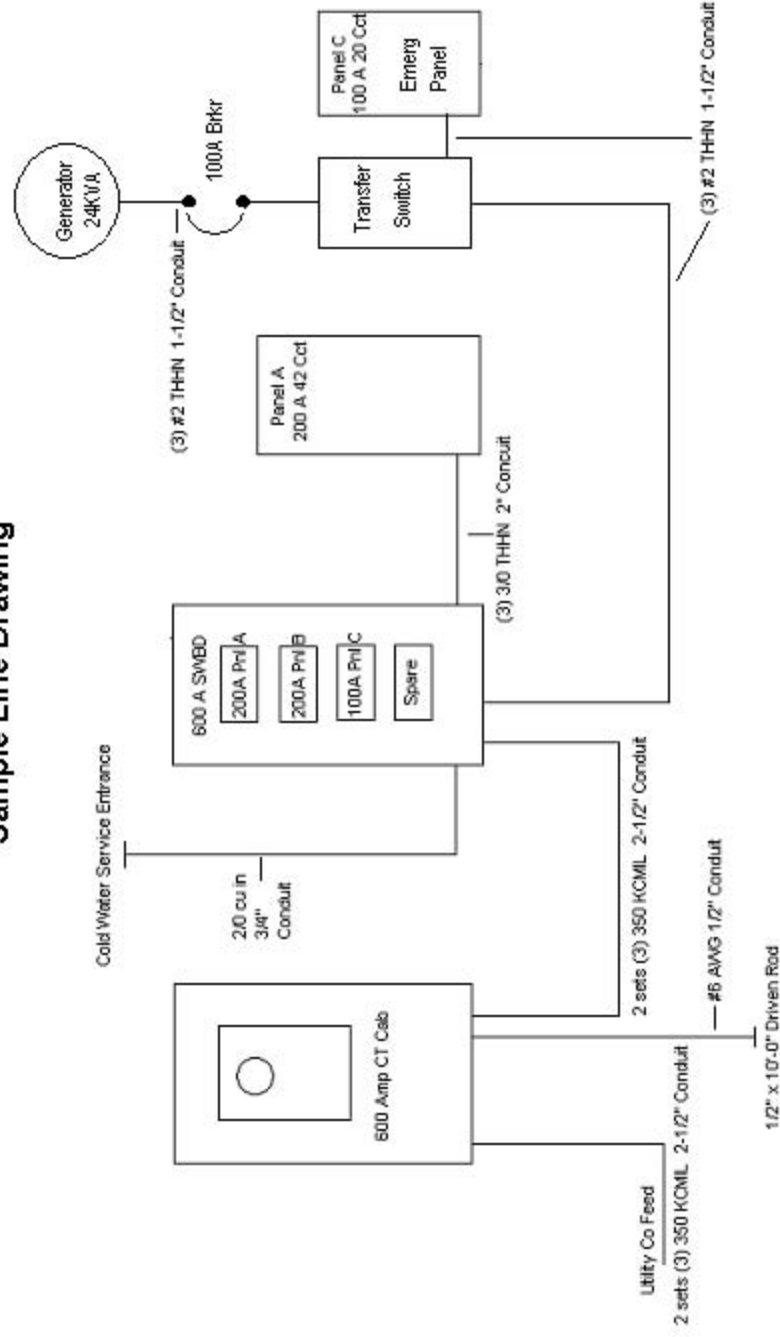 Sample Line Drawing
Cold Water Service Entrance
2/0 cu in
3/4"
Conduit
600 Amp CT Cab
Utility Co Feed
2 sets (3) 350 KCMIL 2-1/2" Conduit
1/2" x 10'-0" Driven Rod
#6 AWG 1/2" Conduit
2 sets (3) 350 KCMIL 2-1/2" Conduit
600 A SWBD
200A Pnl A
200A Pnl B
100A Pnl C
Spare
(3) 3/0 THHN 2" Concuit
Panel A
200 A 42 Cct
(3) #2 THHN 1-1/2" Conduit
Generator
24KVA
100A Brkr
Transfer
Switch
Panel C
100 A 20 Cct
Emerg
Panel
(3) #2 THHN 1-1/2" Conduit